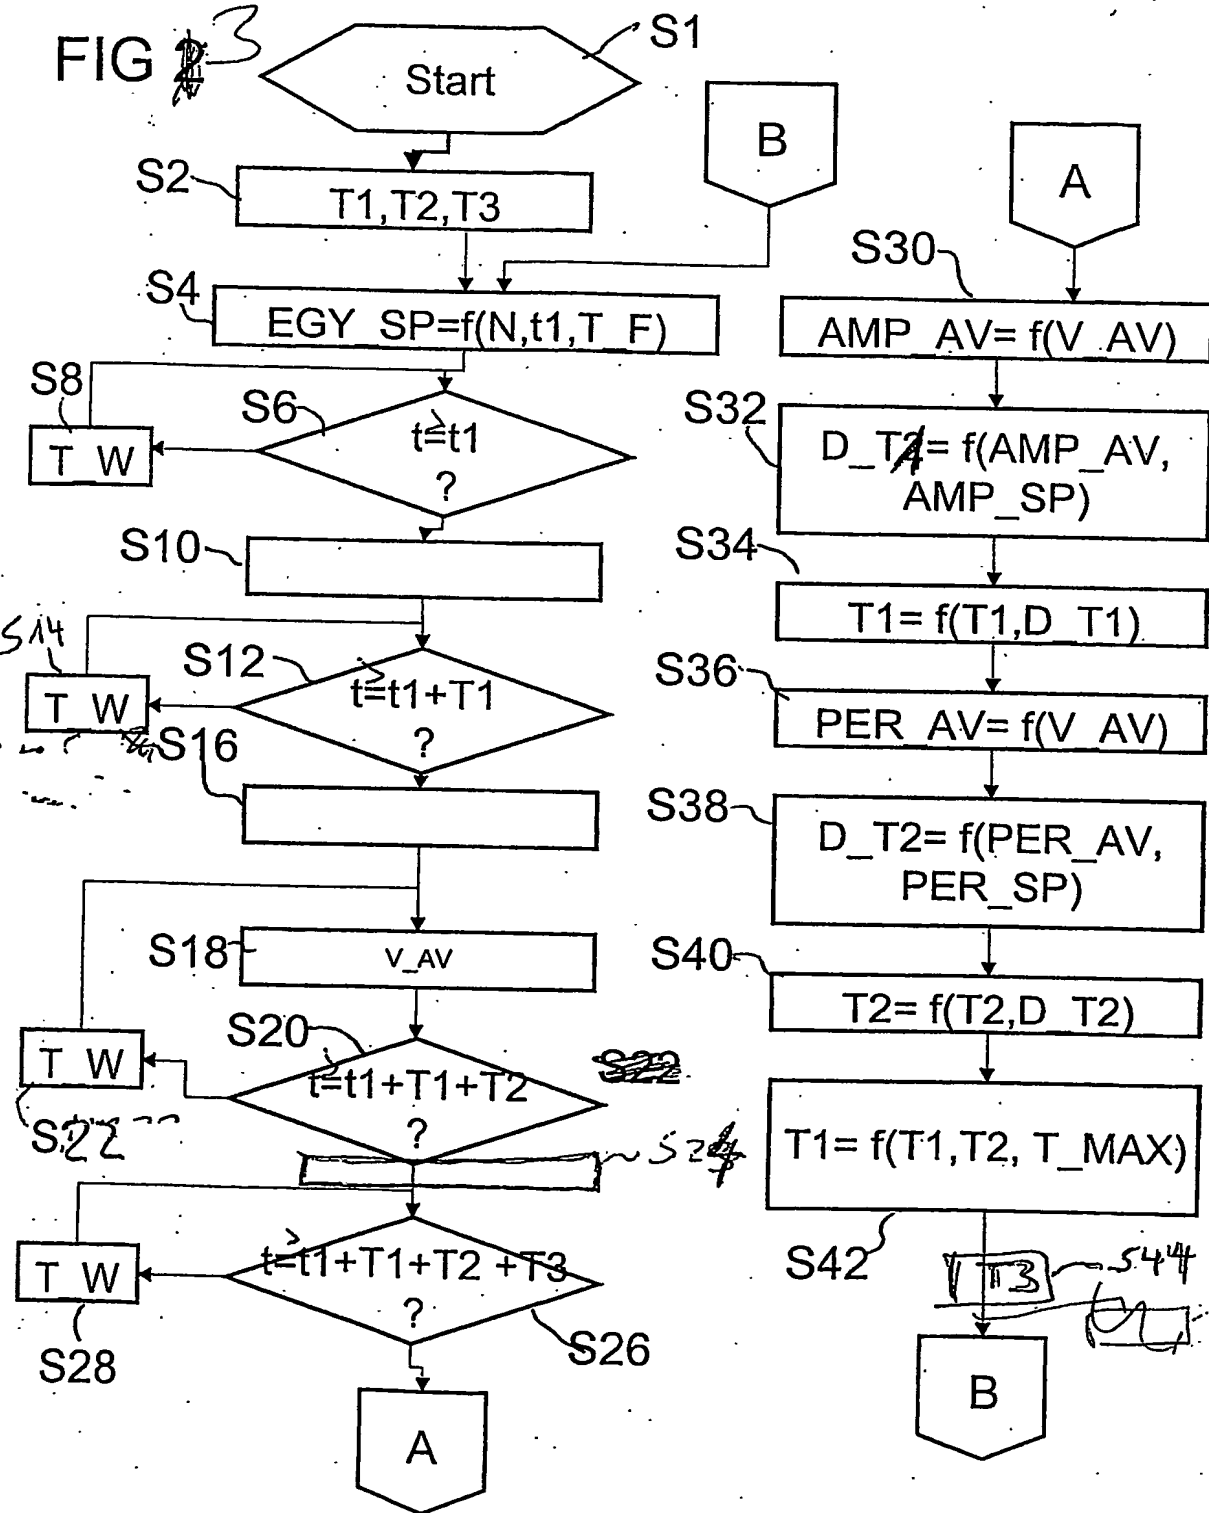 FIG 3
Start
S1
S2
T1,T2,T3
B
S4
EGY_SP=f(N,t1,T_F)
S8
T_W
S6
t≥t1
?
S10
S14
T_W
S12
t≥t1+T1
?
S16
S18
V_AV
S20
T_W
S22
t≥t1+T1+T2
?
S22
S24
T_W
S28
t≥t1+T1+T2 +T3
?
S26
A
A
S30
AMP_AV= f(V_AV)
S32
D_T1= f(AMP_AV,
AMP_SP)
S34
T1= f(T1,D_T1)
S36
PER_AV= f(V_AV)
S38
D_T2= f(PER_AV,
PER_SP)
S40
T2= f(T2,D_T2)
T1= f(T1,T2, T_MAX)
S42
T3
S44
B